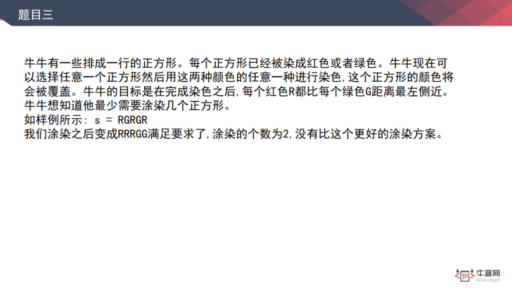 题目三
牛牛有一些排成一行的正方形。每个正方形已经被染成红色或者绿色。牛牛现在可
以选择任意一个正方形然后用这两种颜色的任意一种进行染色,这个正方形的颜色将
会被覆盖。牛牛的目标是在完成染色之后,每个红色R都比每个绿色G距离最左侧近。
牛牛想知道他最少需要涂染几个正方形。
如样例所示: s = RGRGR
我们涂染之后变成RRRGG满足要求了,涂染的个数为2,没有比这个更好的涂染方案。
牛客网